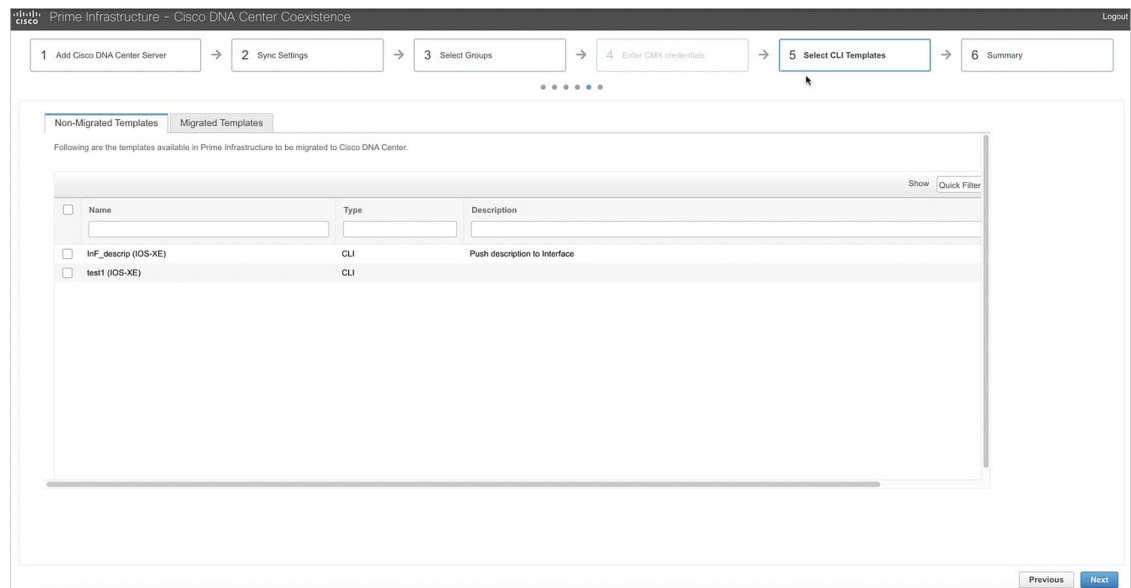 cisco Prime Infrastructure - Cisco DNA Center Coexistence Logout
1 Add Cisco DNA Center Server → 2 Sync Settings → 3 Select Groups → 4 Enter CMX credentials → 5 Select CLI Templates → 6 Summary
Non-Migrated Templates Migrated Templates
Following are the templates available in Prime Infrastructure to be migrated to Cisco DNA Center.
Show Quick Filter
Name Type Description
InF_descrip (IOS-XE) CLI Push description to Interface
test1 (IOS-XE) CLI
Previous Next